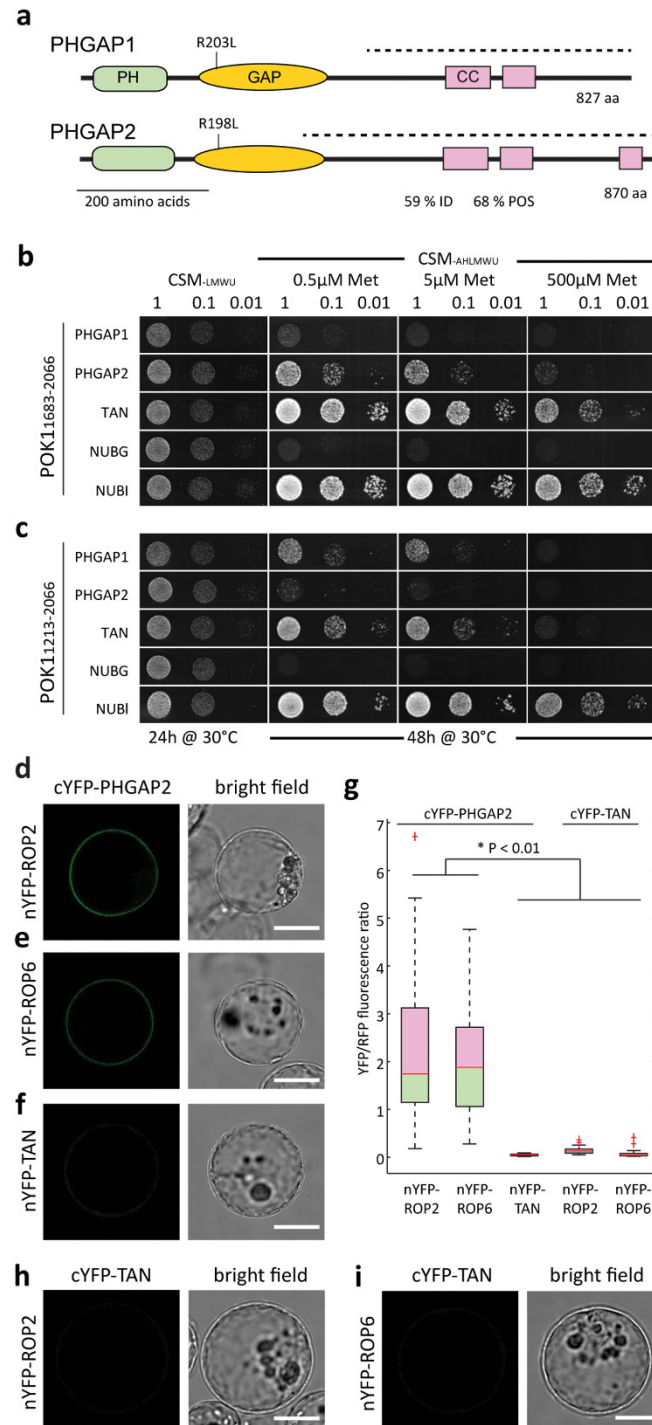 a
PHGAP1
R203L
PH
GAP
CC
827 aa
PHGAP2
R198L
200 amino acids
59 % ID
68 % POS
870 aa
b
CSM-LMWU
CSM-AHLMWU
0.5µM Met
5µM Met
500µM Met
1 0.1 0.01 1 0.1 0.01 1 0.1 0.01 1 0.1 0.01
POK11683-2066
PHGAP1
PHGAP2
TAN
NUBG
NUBI
c
POK11213-2066
PHGAP1
PHGAP2
TAN
NUBG
NUBI
24h @ 30°C
48h @ 30°C
d
cYFP-PHGAP2
bright field
nYFP-ROP2
e
nYFP-ROP6
f
nYFP-TAN
g
cYFP-PHGAP2
cYFP-TAN
* P < 0.01
YFP/RFP fluorescence ratio
7
6
5
4
3
2
1
0
nYFP-ROP2
nYFP-ROP6
nYFP-TAN
nYFP-ROP2
nYFP-ROP6
h
cYFP-TAN
bright field
nYFP-ROP2
i
cYFP-TAN
bright field
nYFP-ROP6